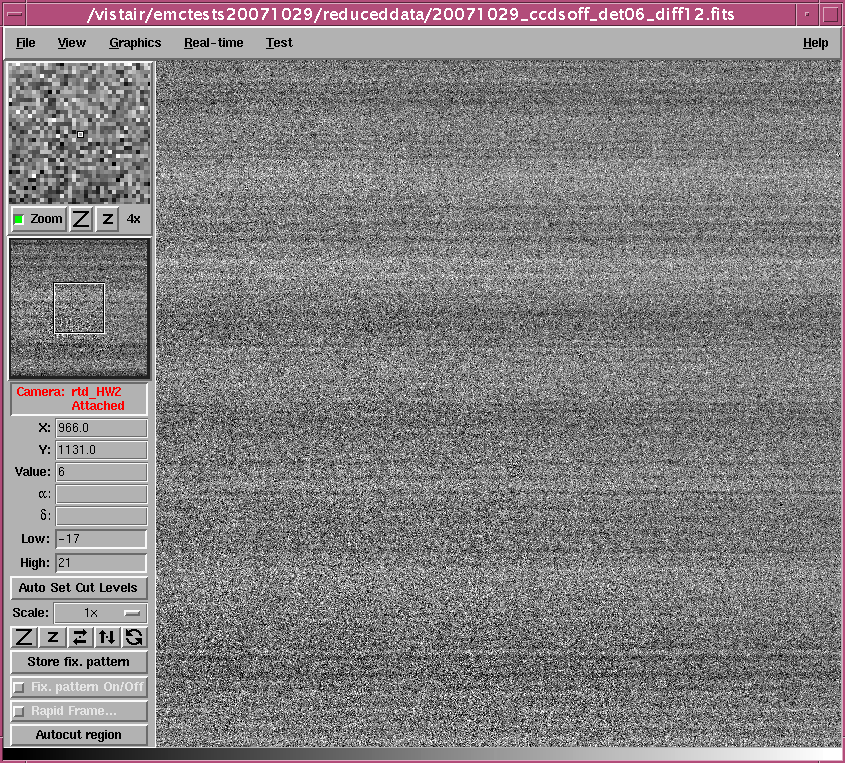 /vistair/emctests20071029/reduceddata/20071029_ccdsoff_det06_diff12.fits
File View Graphics Real-time Test Help
Zoom Z z 4x
Camera: rtd_HW2
Attached
X: 966.0
Y: 1131.0
Value: 6
α:
δ:
Low: -17
High: 21
Auto Set Cut Levels
Scale: 1x
Z z
Store fix. pattern
Fix. pattern On/Off
Rapid Frame...
Autocut region